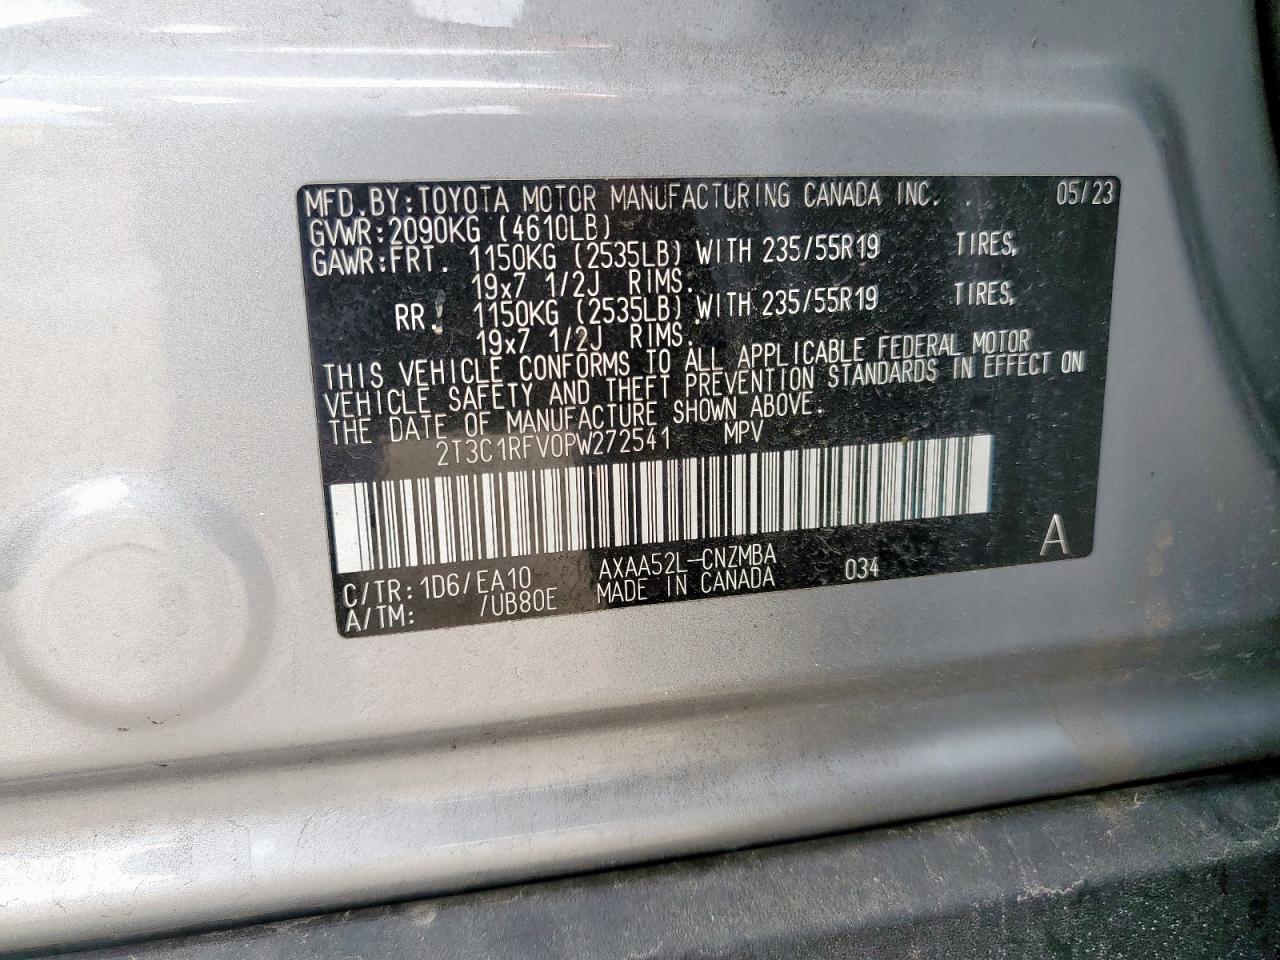 MFD.BY:TOYOTA MOTOR MANUFACTURING CANADA INC. 05/23
GVWR:2090KG (4610LB)
GAWR:FRT. 1150KG (2535LB) WITH 235/55R19 TIRES,
19x7 1/2J RIMS.
RR. 1150KG (2535LB) WITH 235/55R19 TIRES,
19x7 1/2J RIMS.
THIS VEHICLE CONFORMS TO ALL APPLICABLE FEDERAL MOTOR
VEHICLE SAFETY AND THEFT PREVENTION STANDARDS IN EFFECT ON
THE DATE OF MANUFACTURE SHOWN ABOVE.
2T3C1RFV0PW272541 MPV
C/TR: 1D6/EA10 AXAA52L-CNZMBA A
A/TM: /UB80E MADE IN CANADA 034